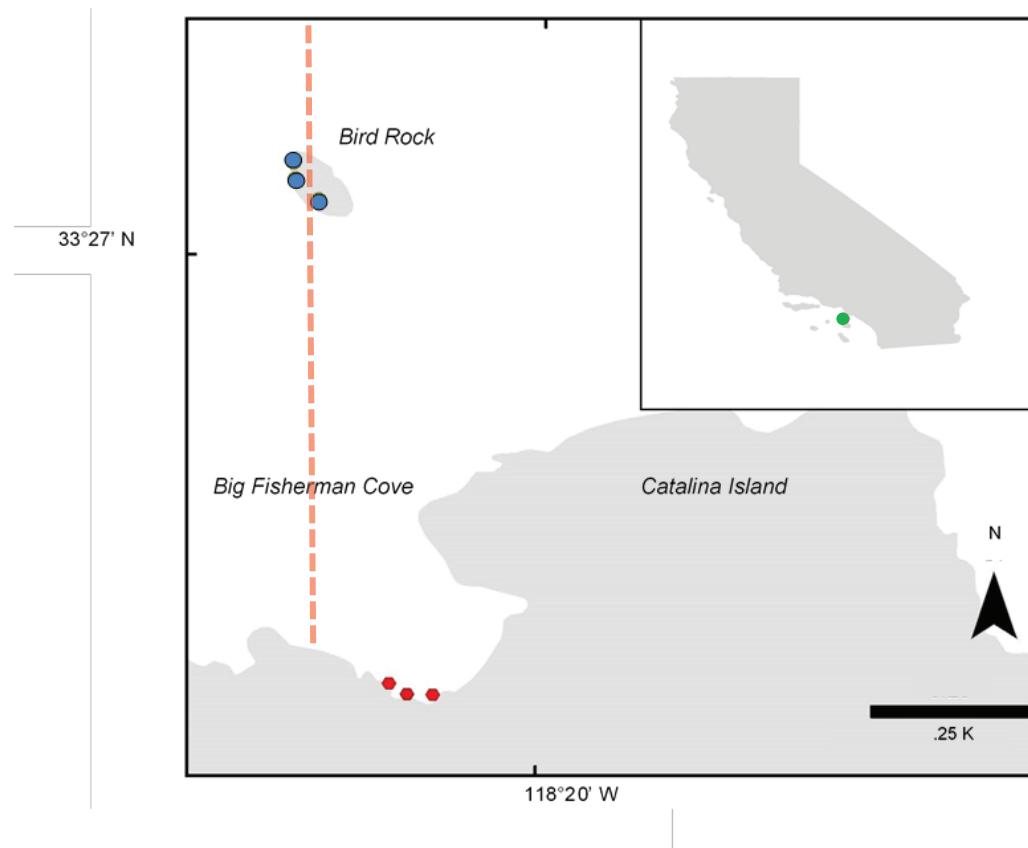 Bird Rock
33°27' N
Big Fisherman Cove
Catalina Island
N
.25 K
118°20' W